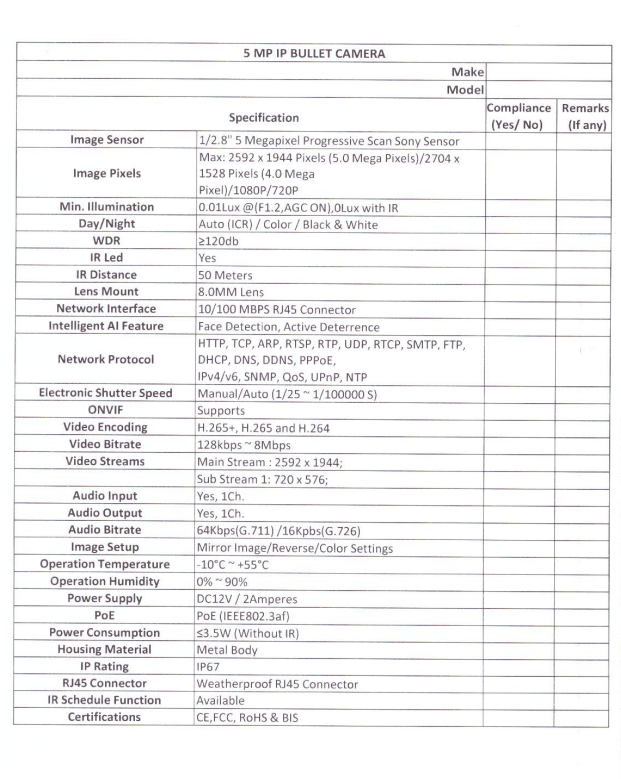 5 MP IP BULLET CAMERA
Make
Model
Specification
Compliance (Yes/ No)
Remarks (If any)
Image Sensor 1/2.8" 5 Megapixel Progressive Scan Sony Sensor
Image Pixels Max: 2592 x 1944 Pixels (5.0 Mega Pixels)/2704 x
1528 Pixels (4.0 Mega
Pixel)/1080P/720P
Min. Illumination 0.01Lux @(F1.2,AGC ON),0Lux with IR
Day/Night Auto (ICR) / Color / Black & White
WDR ≥120db
IR Led Yes
IR Distance 50 Meters
Lens Mount 8.0MM Lens
Network Interface 10/100 MBPS RJ45 Connector
Intelligent AI Feature Face Detection, Active Deterrence
Network Protocol HTTP, TCP, ARP, RTSP, RTP, UDP, RTCP, SMTP, FTP,
DHCP, DNS, DDNS, PPPoE,
IPv4/v6, SNMP, QoS, UPnP, NTP
Electronic Shutter Speed Manual/Auto (1/25 ~ 1/100000 S)
ONVIF Supports
Video Encoding H.265+, H.265 and H.264
Video Bitrate 128kbps ~ 8Mbps
Video Streams Main Stream : 2592 x 1944;
Sub Stream 1: 720 x 576;
Audio Input Yes, 1Ch.
Audio Output Yes, 1Ch.
Audio Bitrate 64Kbps(G.711) /16Kpbs(G.726)
Image Setup Mirror Image/Reverse/Color Settings
Operation Temperature -10°C ~ +55°C
Operation Humidity 0% ~ 90%
Power Supply DC12V / 2Amperes
PoE PoE (IEEE802.3af)
Power Consumption ≤3.5W (Without IR)
Housing Material Metal Body
IP Rating IP67
RJ45 Connector Weatherproof RJ45 Connector
IR Schedule Function Available
Certifications CE,FCC, RoHS & BIS